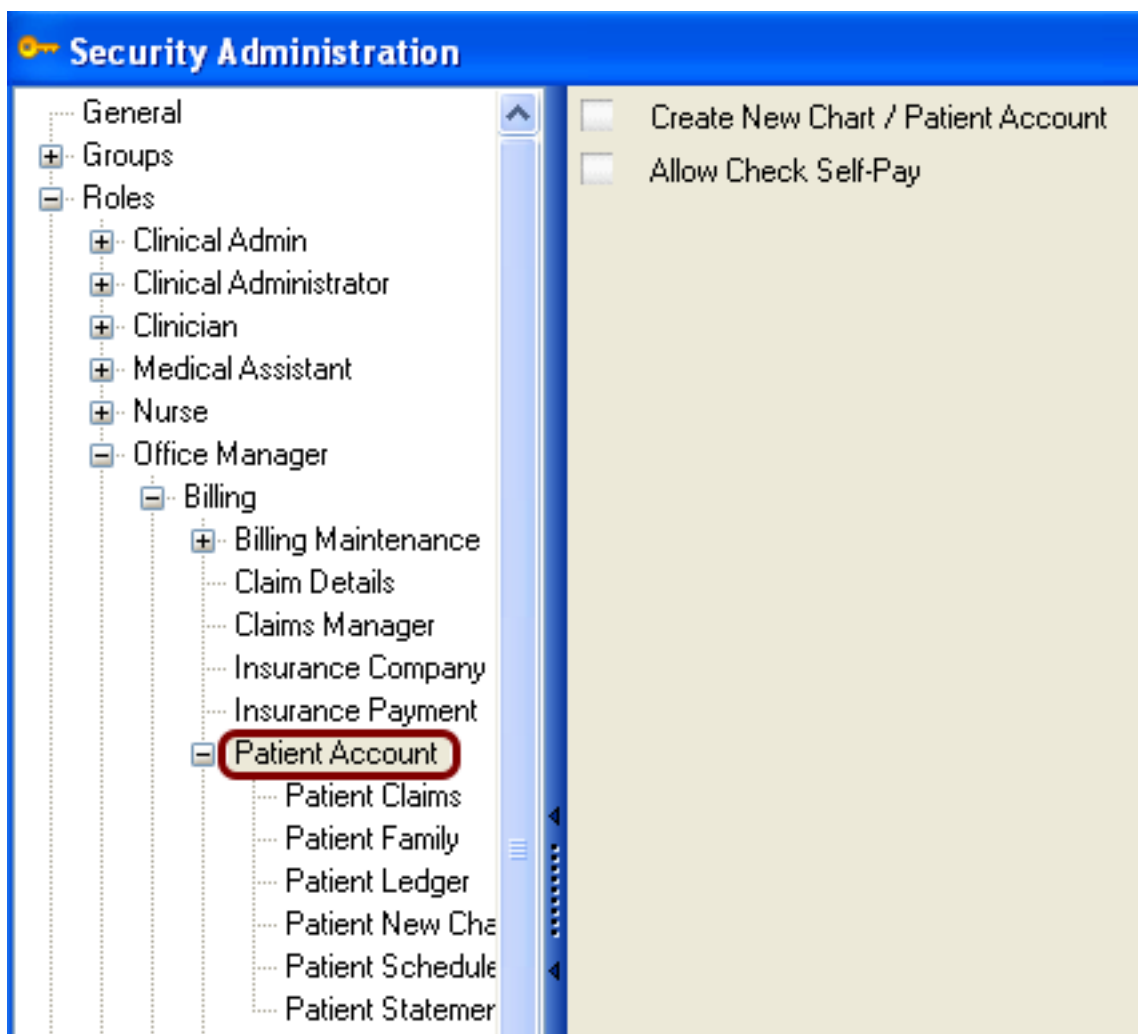 Security Administration
General
Groups
Roles
Clinical Admin
Clinical Administrator
Clinician
Medical Assistant
Nurse
Office Manager
Billing
Billing Maintenance
Claim Details
Claims Manager
Insurance Company
Insurance Payment
Patient Account
Patient Claims
Patient Family
Patient Ledger
Patient New Cha
Patient Schedule
Patient Statemer
Create New Chart / Patient Account
Allow Check Self-Pay